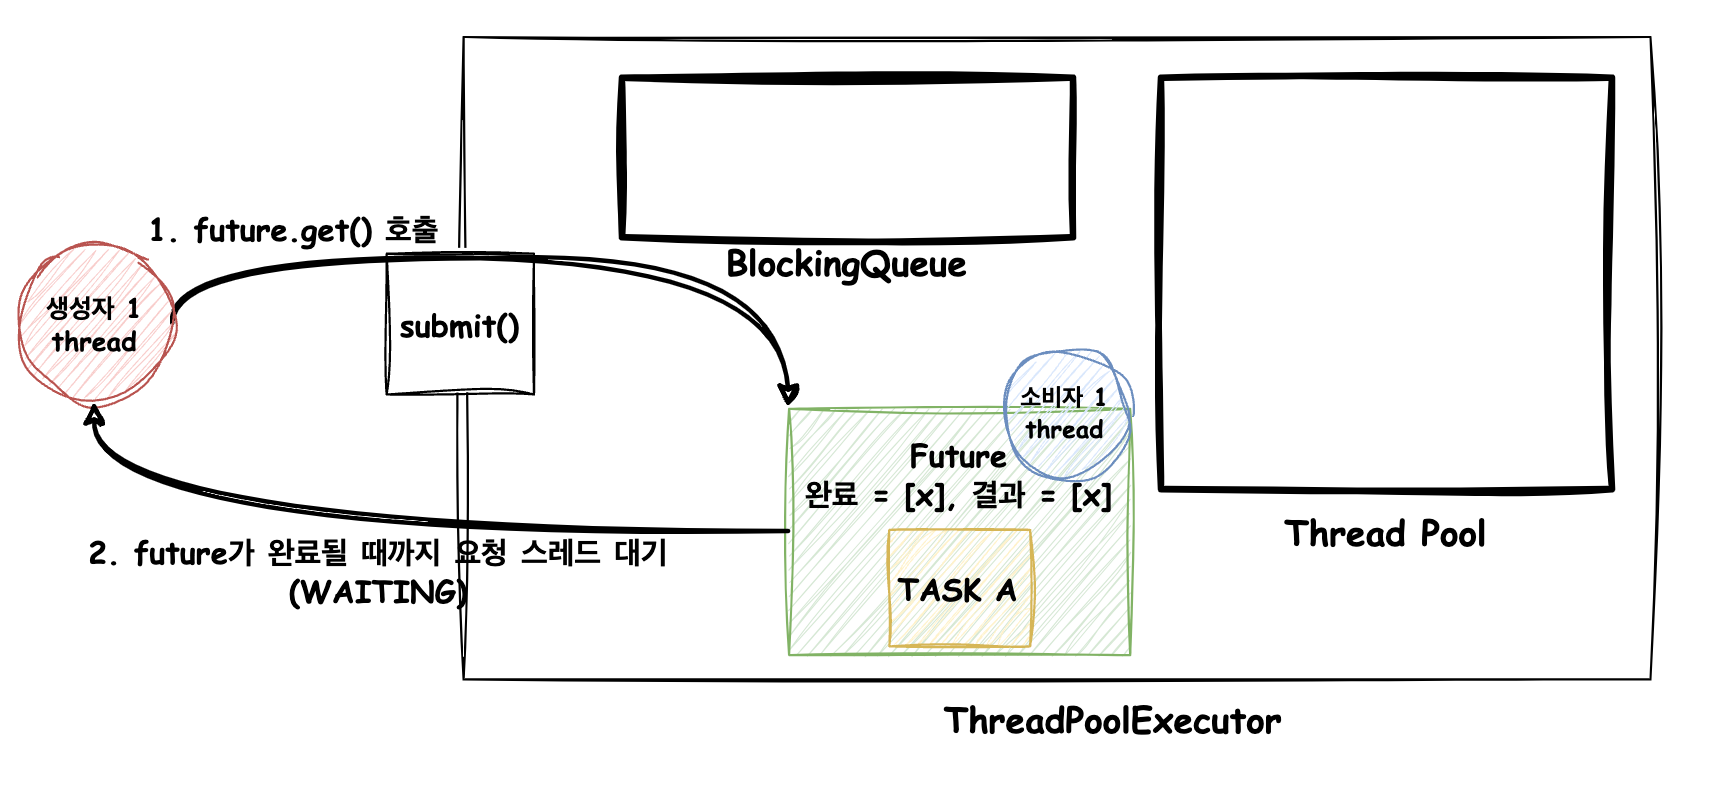 1. future.get() 호출
BlockingQueue
생성자 1
thread
submit()
소비자 1
thread
Future
완료 = [x], 결과 = [x]
TASK A
Thread Pool
2. future가 완료될 때까지 요청 스레드 대기
(WAITING)
ThreadPoolExecutor